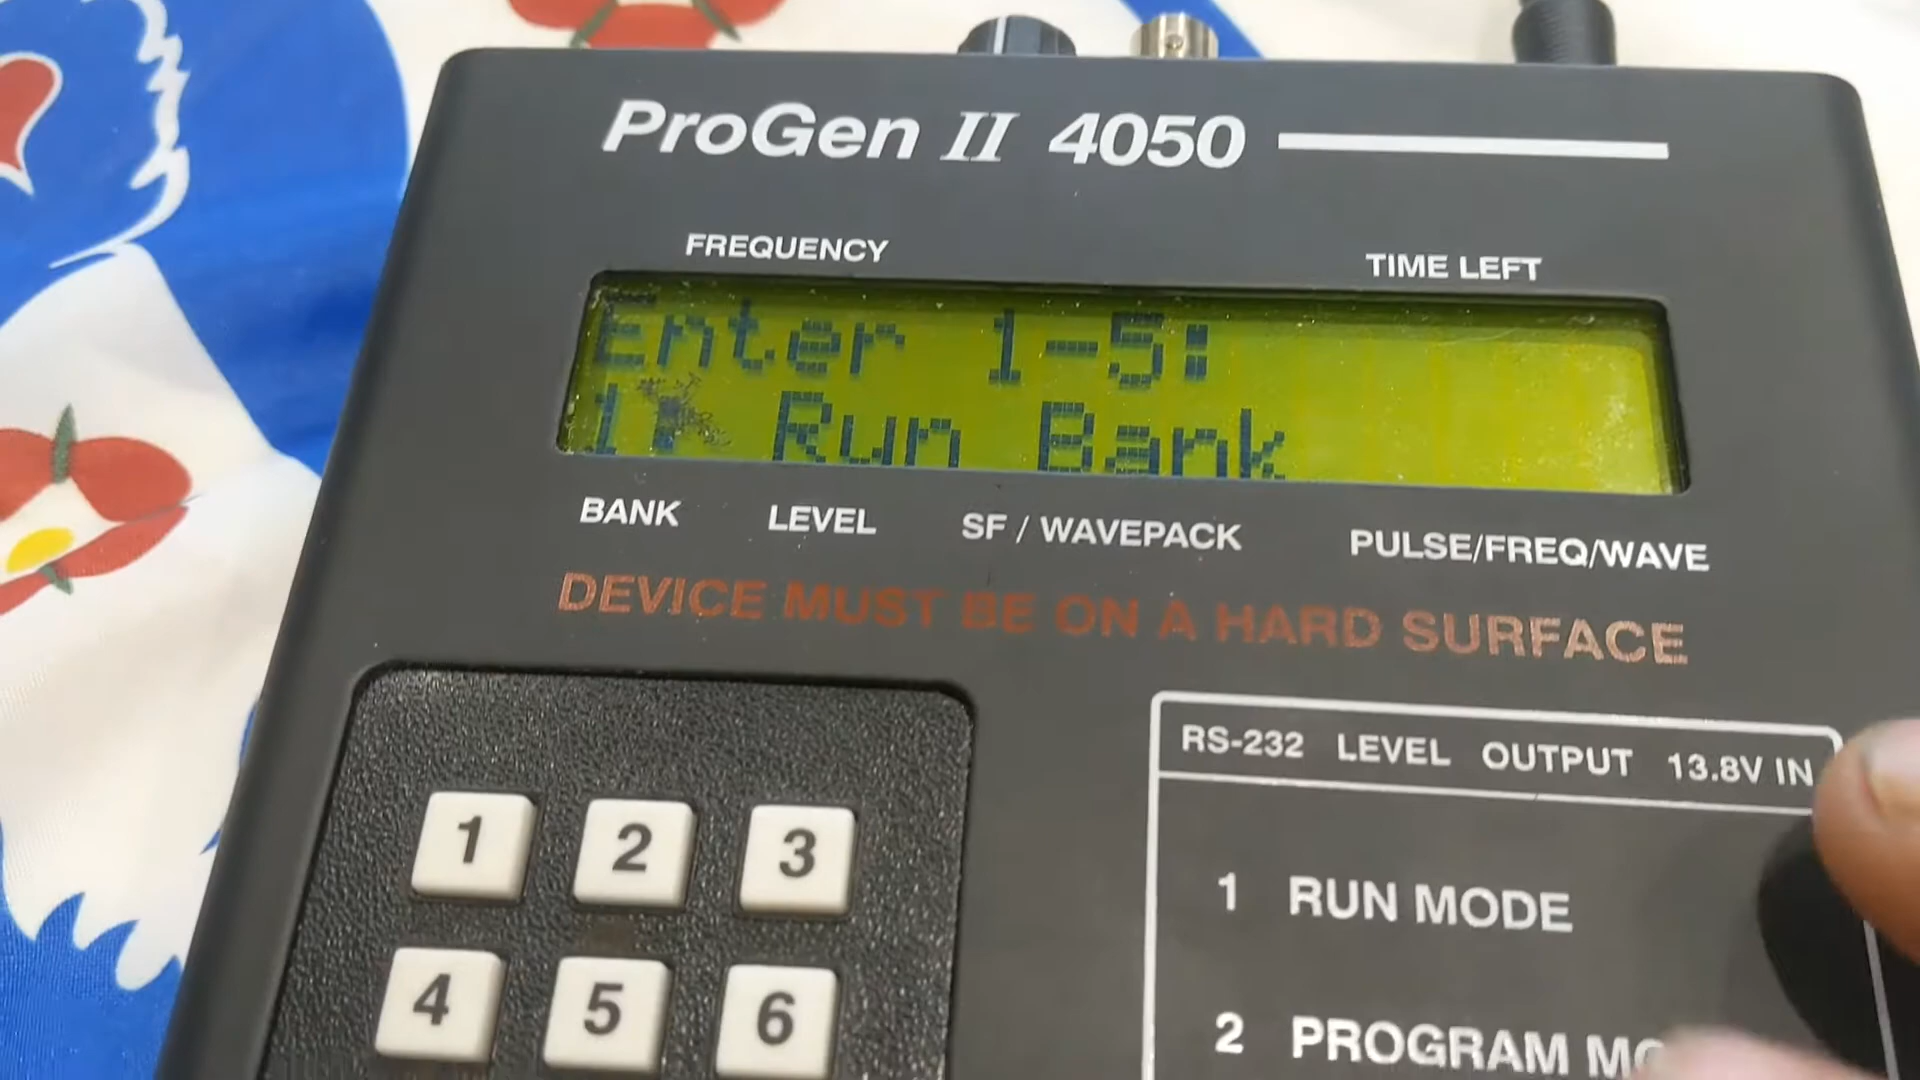 ProGen II 4050
FREQUENCY TIME LEFT
Enter 1-5:
1: Run Bank
BANK LEVEL SF / WAVEPACK PULSE/FREQ/WAVE
DEVICE MUST BE ON A HARD SURFACE
RS-232 LEVEL OUTPUT 13.8V IN
1 2 3
1 RUN MODE
4 5 6
2 PROGRAM